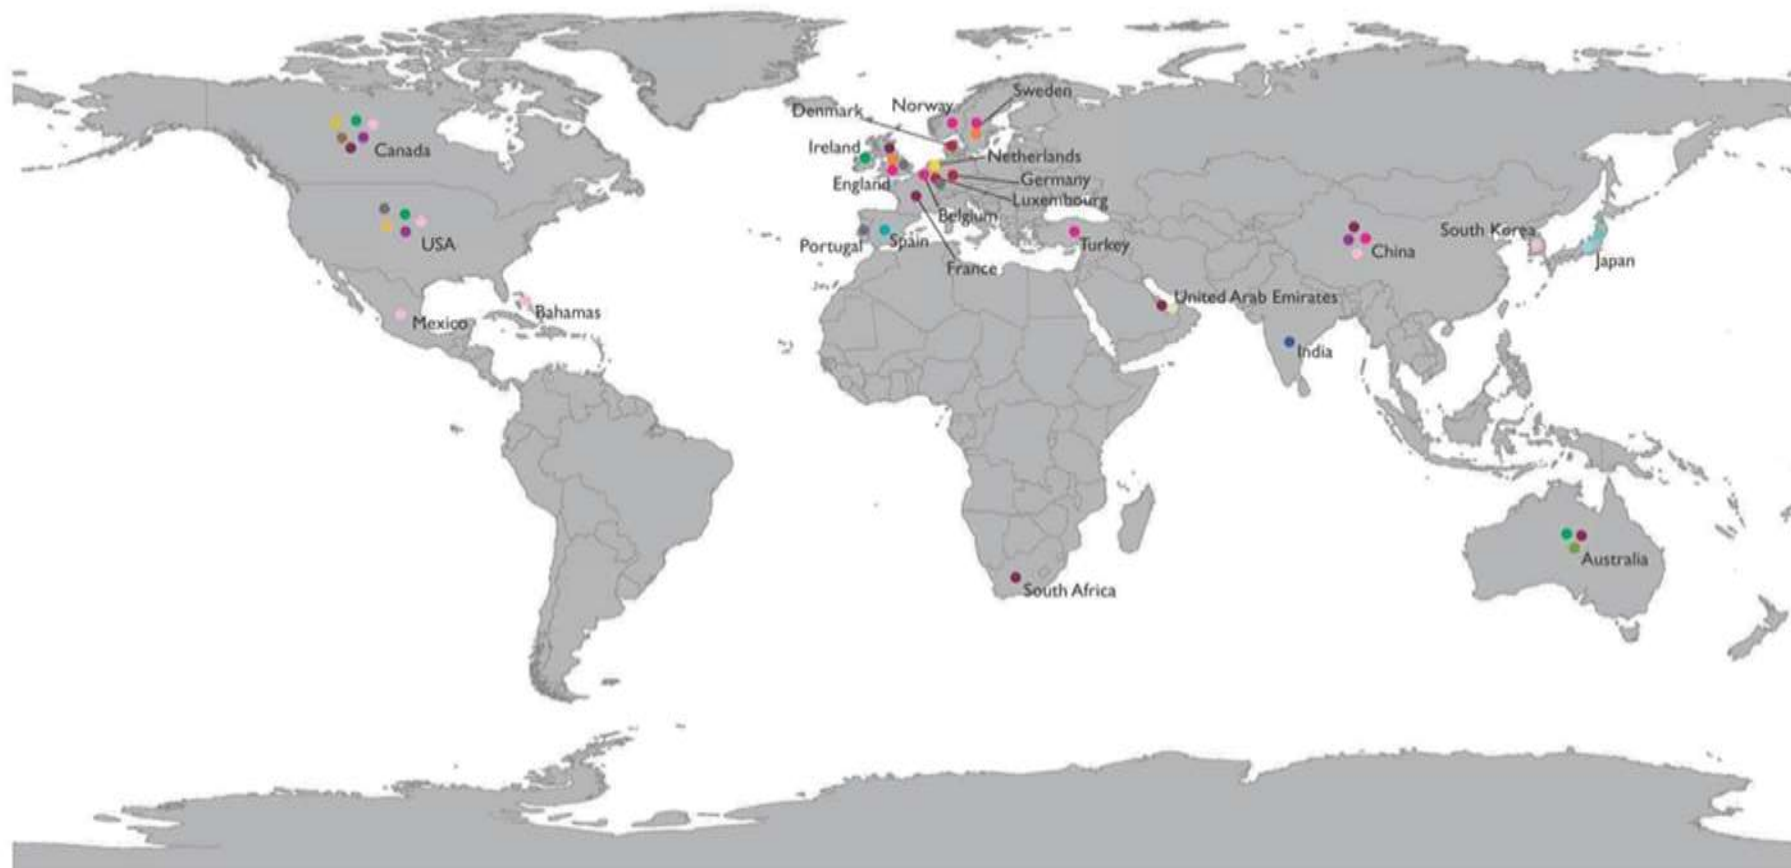 Sweden
Norway
Denmark
Ireland
Canada
Netherlands
England
Germany
Luxembourg
Belgium
South Korea
USA
Portugal
Spain
Turkey
China
Japan
France
United Arab Emirates
Bahamas
Mexico
India
Australia
South Africa